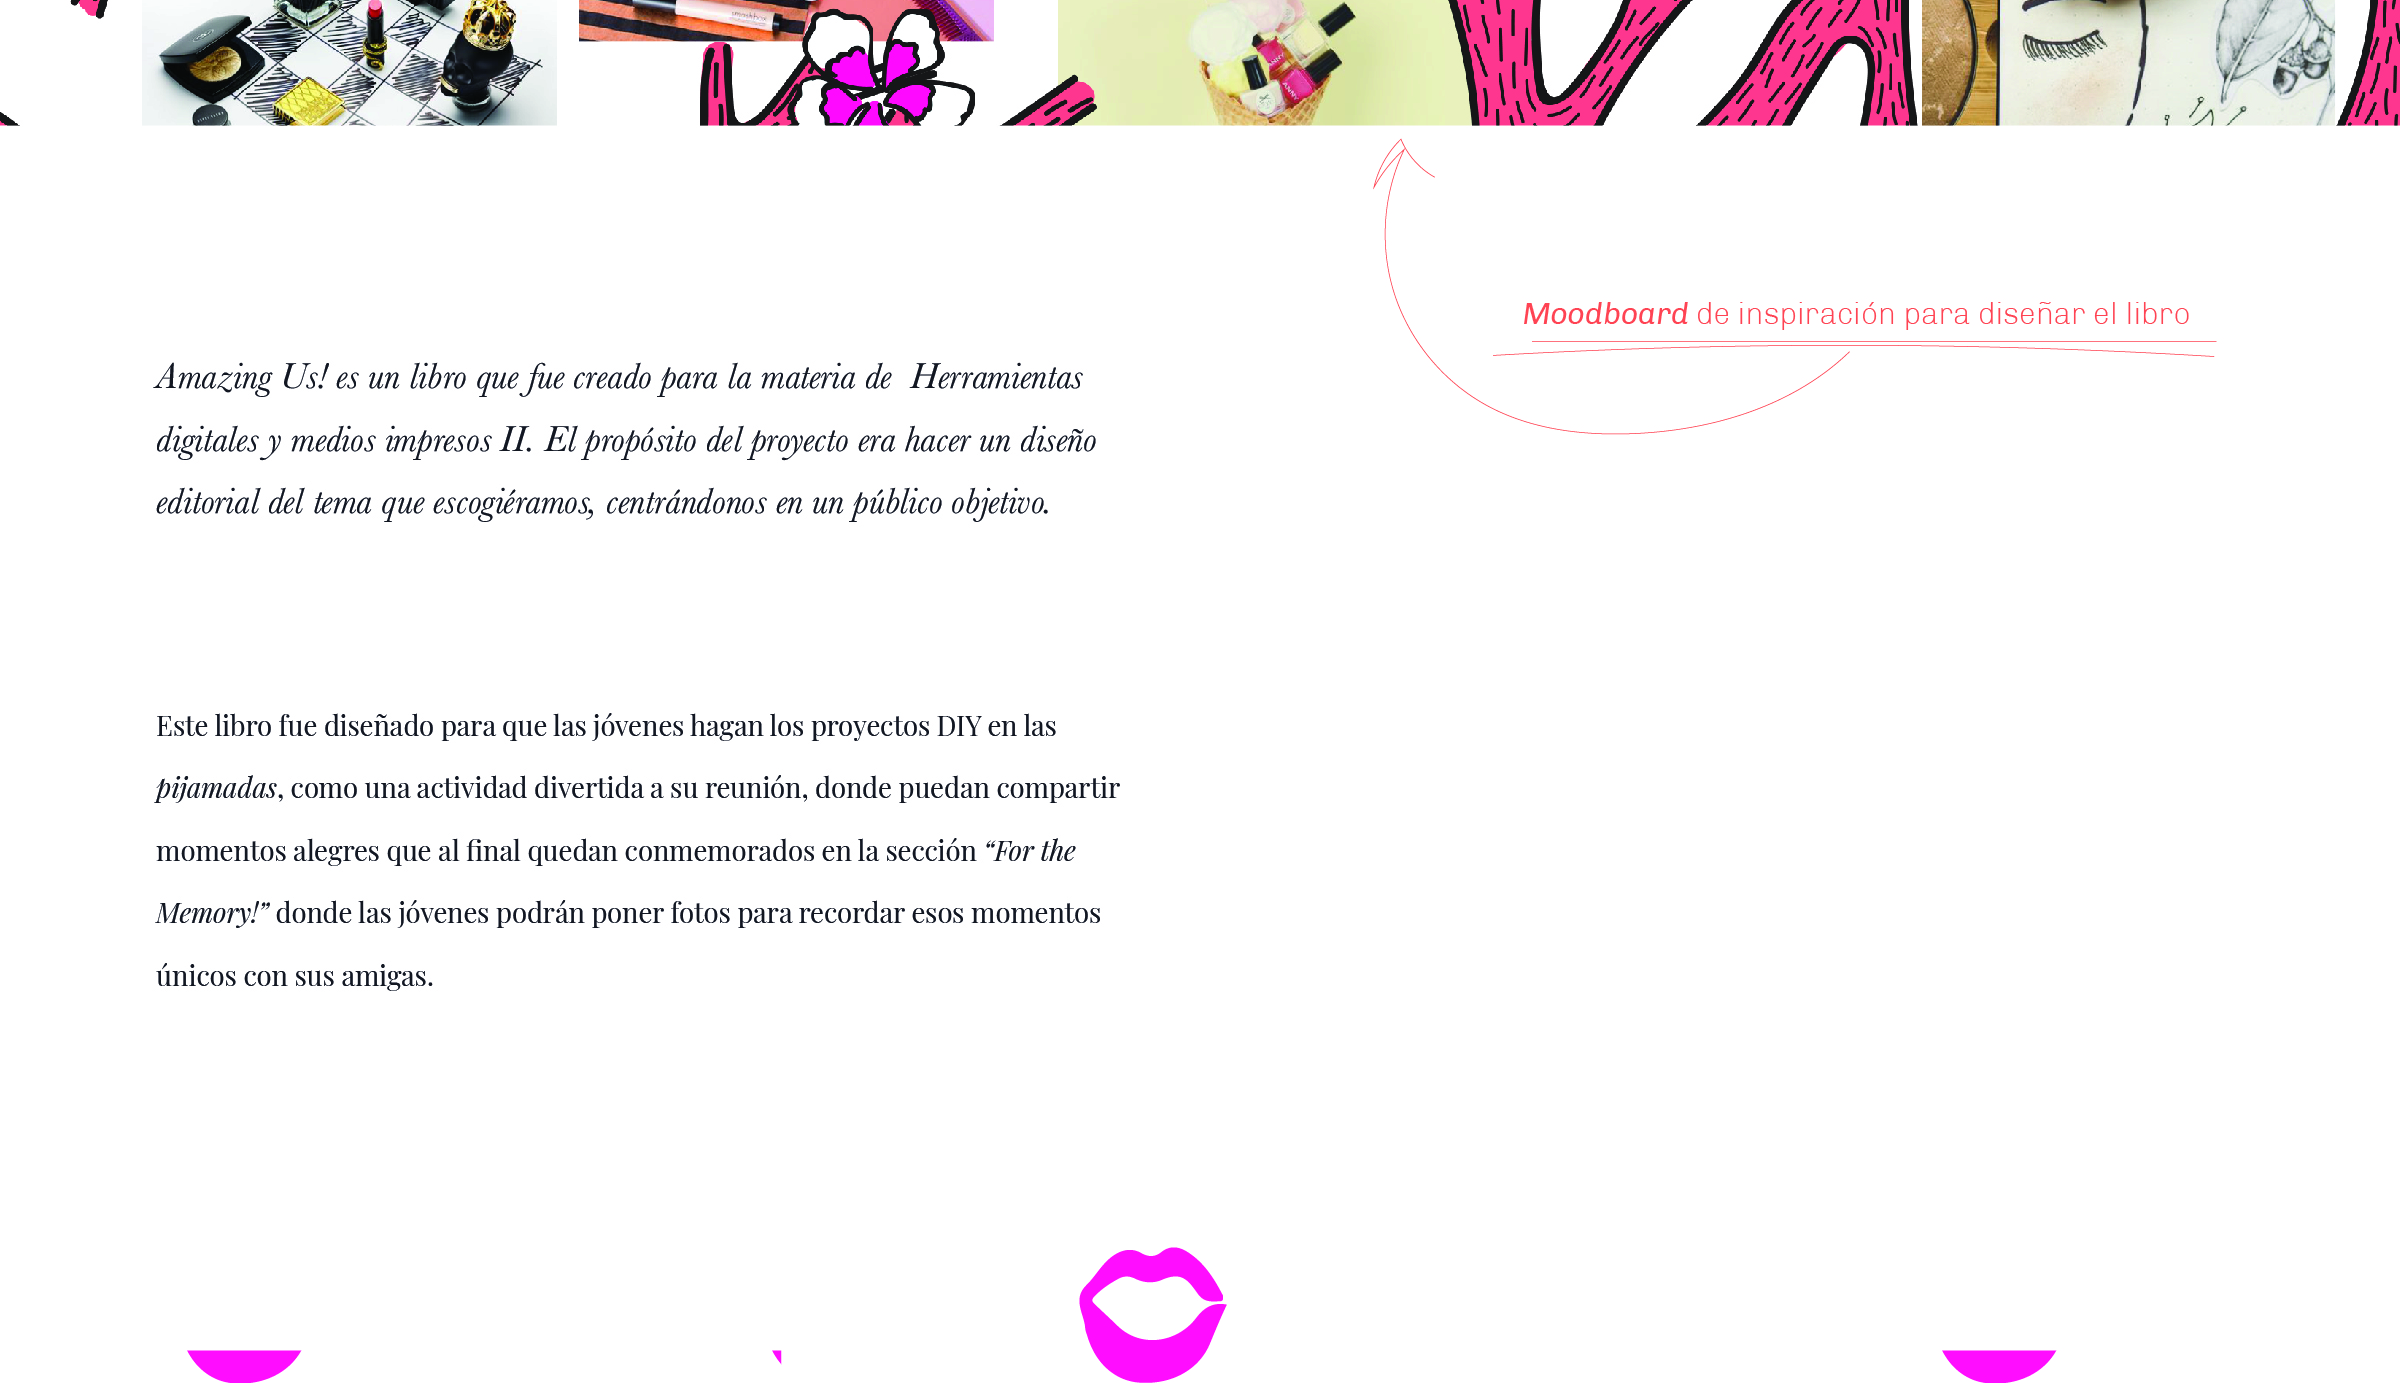 smashbox
ANNY
ANNY
Moodboard de inspiración para diseñar el libro
Amazing Us! es un libro que fue creado para la materia de Herramientas
digitales y medios impresos II. El propósito del proyecto era hacer un diseño
editorial del tema que escogiéramos, centrándonos en un público objetivo.
Este libro fue diseñado para que las jóvenes hagan los proyectos DIY en las
pijamadas, como una actividad divertida a su reunión, donde puedan compartir
momentos alegres que al final quedan conmemorados en la sección “For the
Memory!” donde las jóvenes podrán poner fotos para recordar esos momentos
únicos con sus amigas.